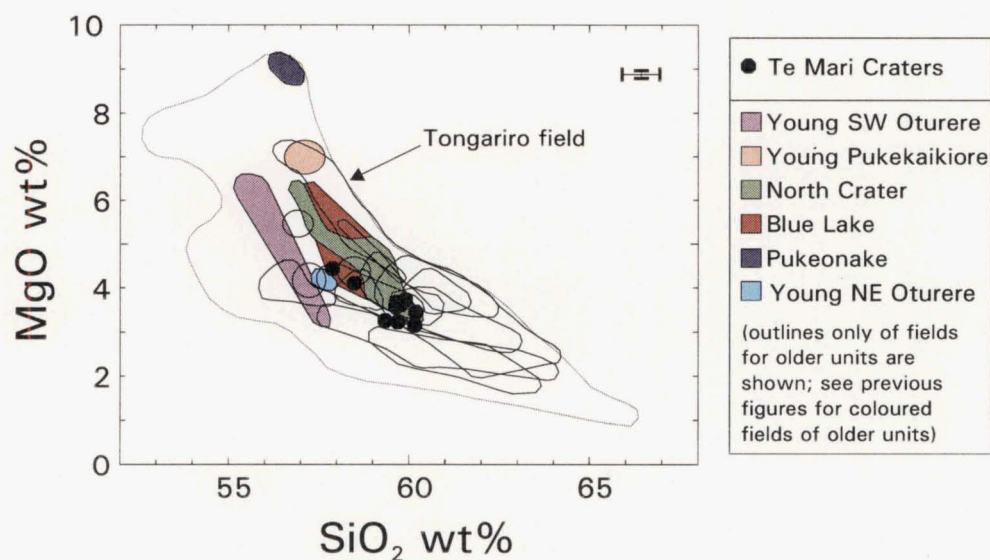 10
8
6
4
2
0
MgO wt%
55
60
65
SiO₂ wt%
Tongariro field
Te Mari Craters
Young SW Oturere
Young Pukekaikiore
North Crater
Blue Lake
Pukeonake
Young NE Oturere
(outlines only of fields
for older units are
shown; see previous
figures for coloured
fields of older units)